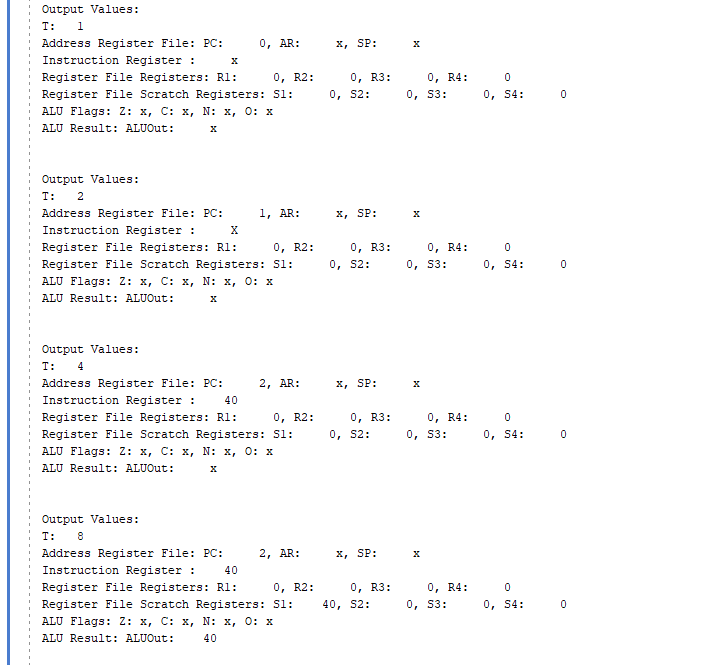 Output Values:
T:   1
Address Register File: PC:     0, AR:     x, SP:     x
Instruction Register :     x
Register File Registers: R1:     0, R2:     0, R3:     0, R4:     0
Register File Scratch Registers: S1:     0, S2:     0, S3:     0, S4:     0
ALU Flags: Z: x, C: x, N: x, O: x
ALU Result: ALUOut:     x
Output Values:
T:   2
Address Register File: PC:     1, AR:     x, SP:     x
Instruction Register :     X
Register File Registers: R1:     0, R2:     0, R3:     0, R4:     0
Register File Scratch Registers: S1:     0, S2:     0, S3:     0, S4:     0
ALU Flags: Z: x, C: x, N: x, O: x
ALU Result: ALUOut:     x
Output Values:
T:   4
Address Register File: PC:     2, AR:     x, SP:     x
Instruction Register :    40
Register File Registers: R1:     0, R2:     0, R3:     0, R4:     0
Register File Scratch Registers: S1:     0, S2:     0, S3:     0, S4:     0
ALU Flags: Z: x, C: x, N: x, O: x
ALU Result: ALUOut:     x
Output Values:
T:   8
Address Register File: PC:     2, AR:     x, SP:     x
Instruction Register :    40
Register File Registers: R1:     0, R2:     0, R3:     0, R4:     0
Register File Scratch Registers: S1:    40, S2:     0, S3:     0, S4:     0
ALU Flags: Z: x, C: x, N: x, O: x
ALU Result: ALUOut:    40